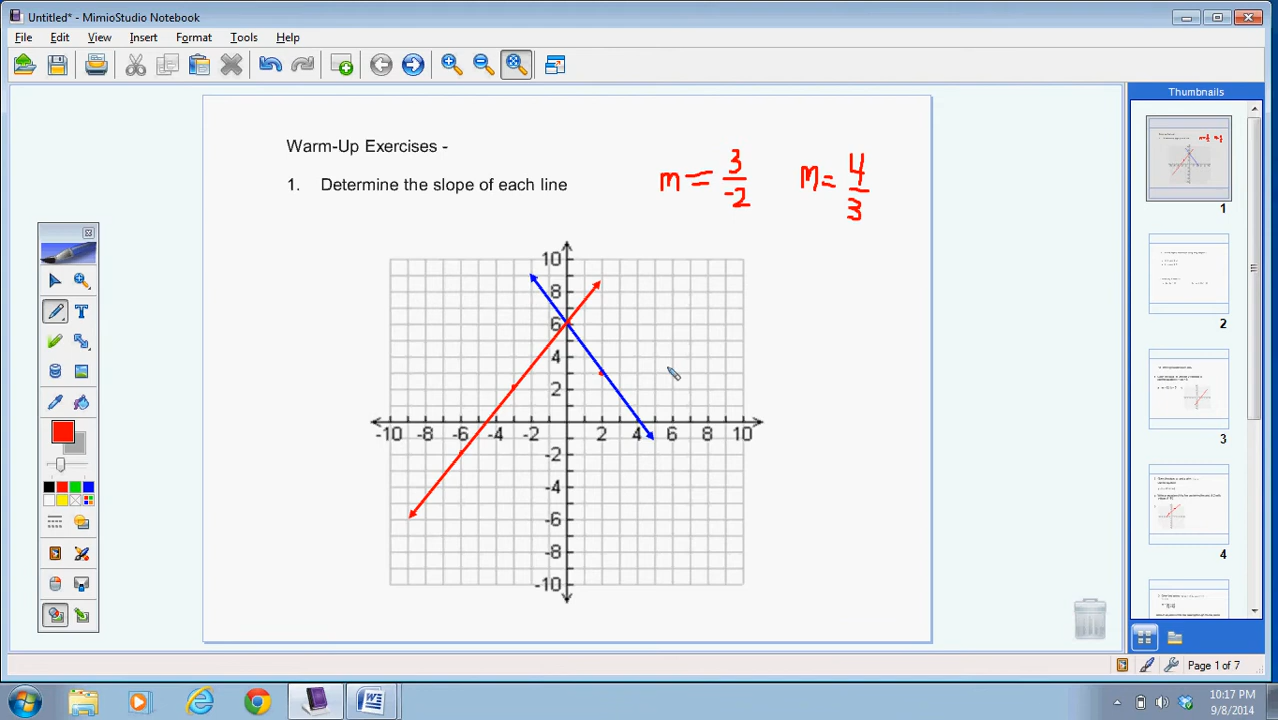 Untitled* - MimioStudio Notebook
File Edit View Insert Format Tools Help
Thumbnails
Warm-Up Exercises -
1. Determine the slope of each line
m = 3/-2 m = 4/3
10
8
6
4
2
-10 -8 -6 -4 -2 2 4 6 8 10
-2
-4
-6
-8
-10
T
1
2
3
4
Page 1 of 7
10:17 PM
9/8/2014